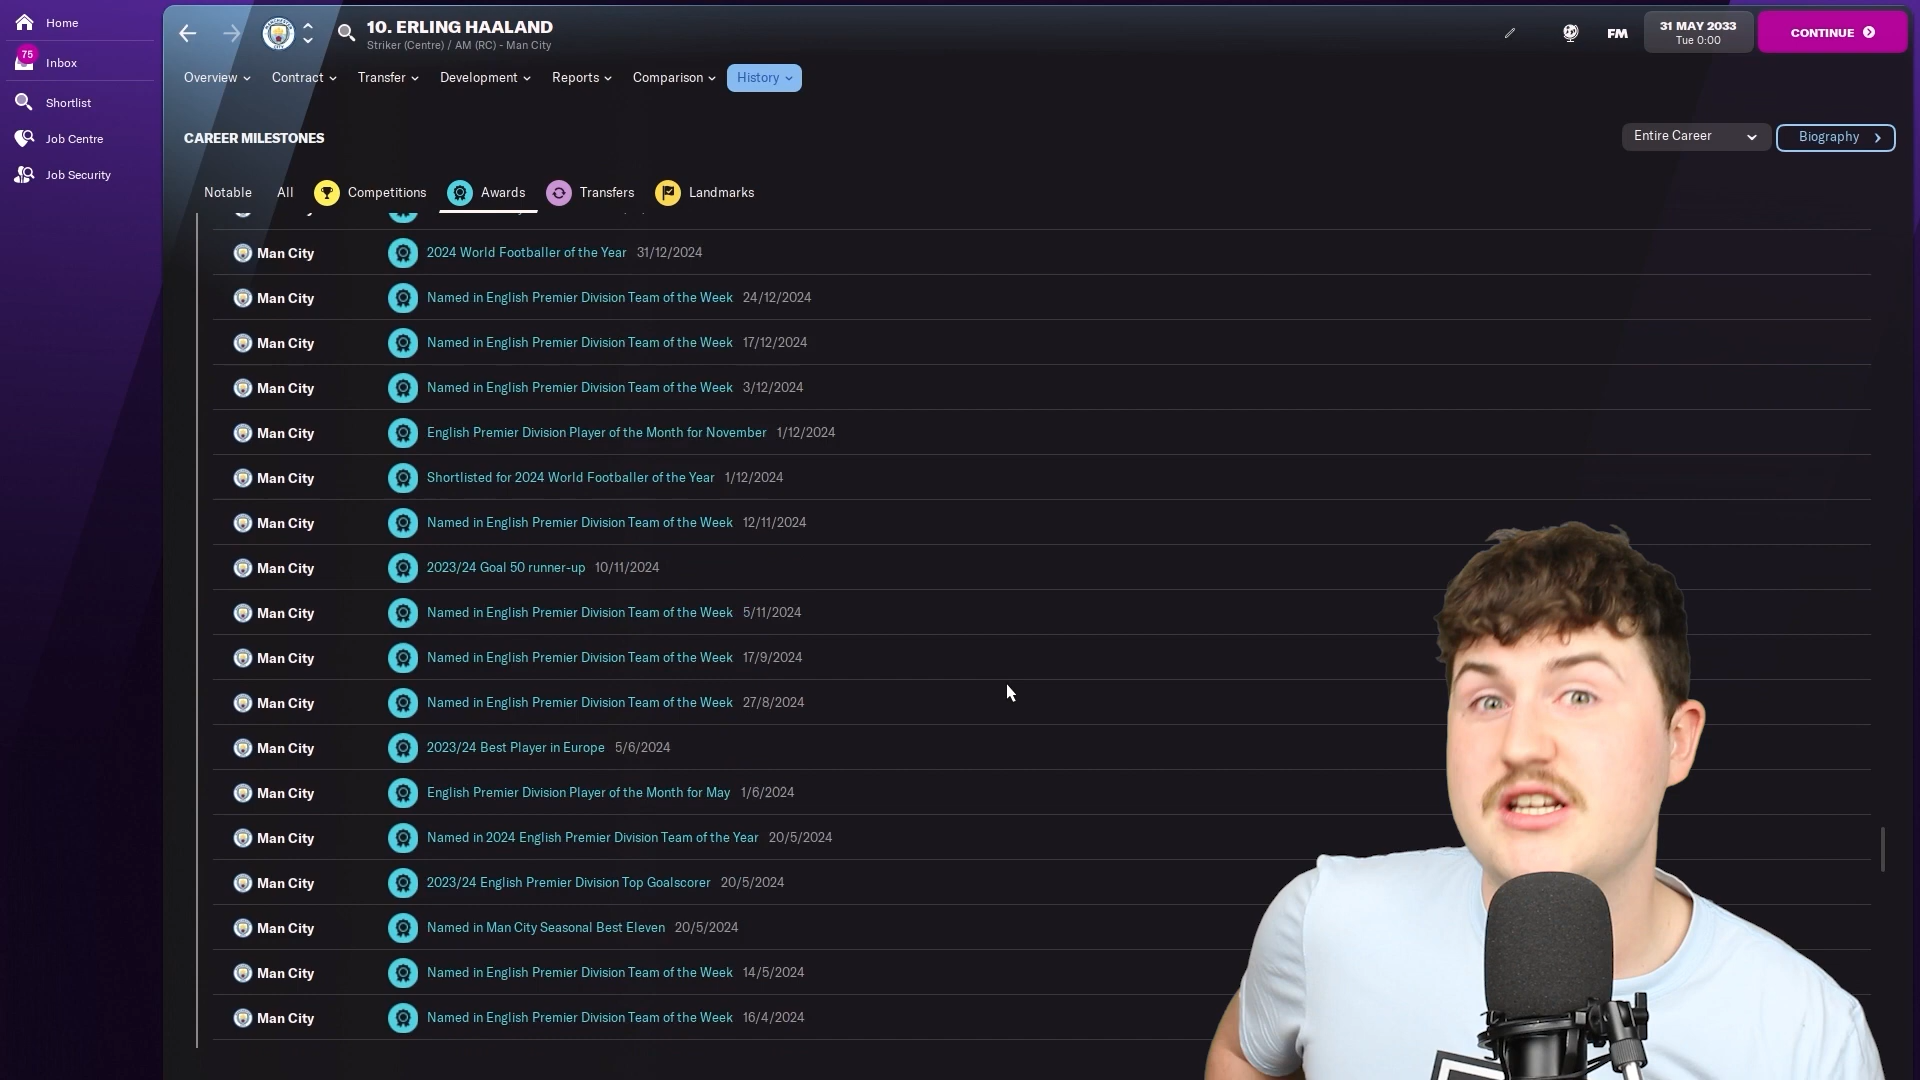 Home
75
Inbox
Shortlist
Job Centre
Job Security
10. ERLING HAALAND
Striker (Centre) / AM (RC) - Man City
FM
31 MAY 2033
Tue 0:00
CONTINUE
Overview Contract Transfer Development Reports Comparison History
CAREER MILESTONES
Entire Career
Biography
Notable All Competitions Awards Transfers Landmarks
Man City 2024 World Footballer of the Year 31/12/2024
Man City Named in English Premier Division Team of the Week 24/12/2024
Man City Named in English Premier Division Team of the Week 17/12/2024
Man City Named in English Premier Division Team of the Week 3/12/2024
Man City English Premier Division Player of the Month for November 1/12/2024
Man City Shortlisted for 2024 World Footballer of the Year 1/12/2024
Man City Named in English Premier Division Team of the Week 12/11/2024
Man City 2023/24 Goal 50 runner-up 10/11/2024
Man City Named in English Premier Division Team of the Week 5/11/2024
Man City Named in English Premier Division Team of the Week 17/9/2024
Man City Named in English Premier Division Team of the Week 27/8/2024
Man City 2023/24 Best Player in Europe 5/6/2024
Man City English Premier Division Player of the Month for May 1/6/2024
Man City Named in 2024 English Premier Division Team of the Year 20/5/2024
Man City 2023/24 English Premier Division Top Goalscorer 20/5/2024
Man City Named in Man City Seasonal Best Eleven 20/5/2024
Man City Named in English Premier Division Team of the Week 14/5/2024
Man City Named in English Premier Division Team of the Week 16/4/2024